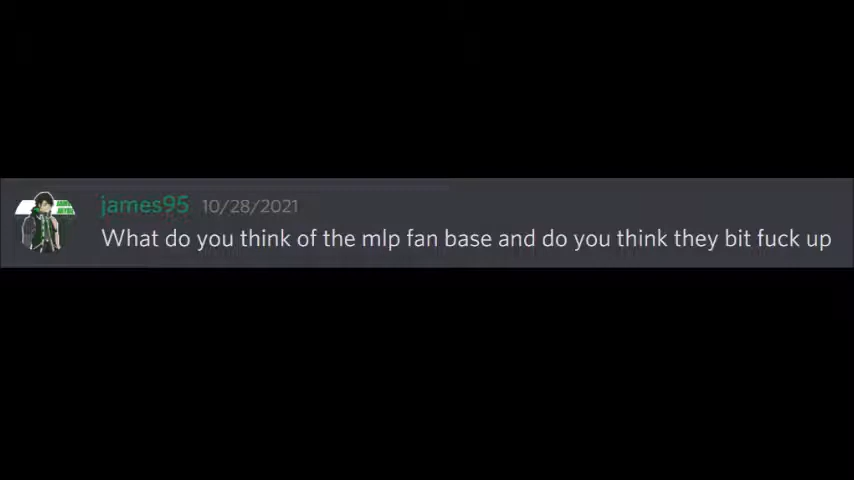 james95 10/28/2021
What do you think of the mlp fan base and do you think they bit fuck up